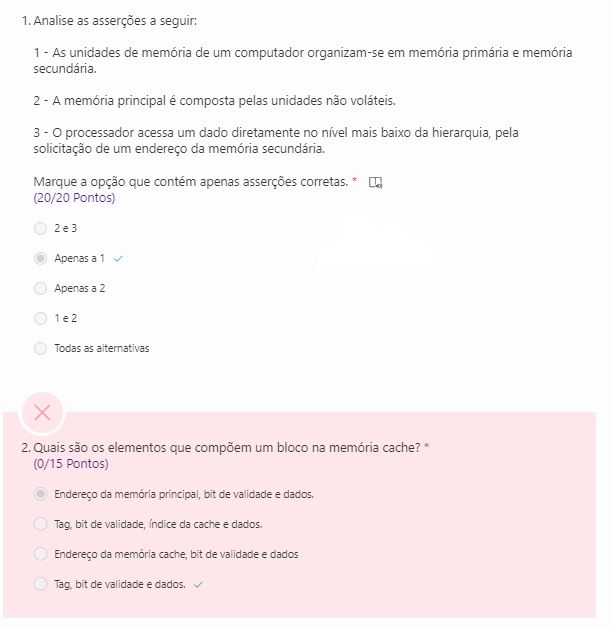 1. Analise as asserções a seguir:
1 - As unidades de memória de um computador organizam-se em memória primária e memória
secundária.
2 - A memória principal é composta pelas unidades não voláteis.
3 - O processador acessa um dado diretamente no nível mais baixo da hierarquia, pela
solicitação de um endereço da memória secundária.
Marque a opção que contém apenas asserções corretas. *
(20/20 Pontos)
2 e 3
Apenas a 1
Apenas a 2
1 e 2
Todas as alternativas
2. Quais são os elementos que compõem um bloco na memória cache? *
(0/15 Pontos)
Endereço da memória principal, bit de validade e dados.
Tag, bit de validade, índice da cache e dados.
Endereço da memória cache, bit de validade e dados
Tag, bit de validade e dados.